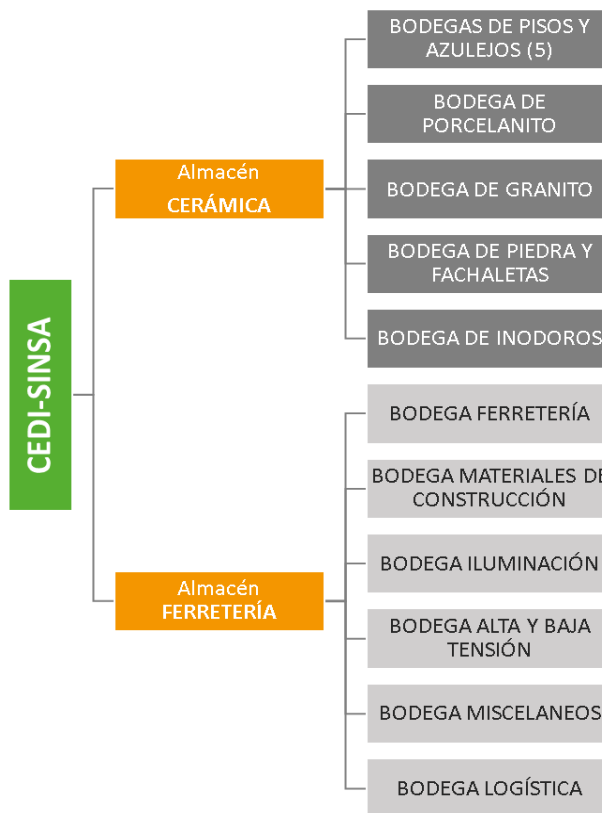 CEDI-SINSA
Almacén
CERÁMICA
BODEGAS DE PISOS Y
AZULEJOS (5)
BODEGA DE
PORCELANITO
BODEGA DE GRANITO
BODEGA DE PIEDRA Y
FACHALETAS
BODEGA DE INODOROS
Almacén
FERRETERÍA
BODEGA FERRETERÍA
BODEGA MATERIALES DE
CONSTRUCCIÓN
BODEGA ILUMINACIÓN
BODEGA ALTA Y BAJA
TENSIÓN
BODEGA MISCELANEOS
BODEGA LOGÍSTICA